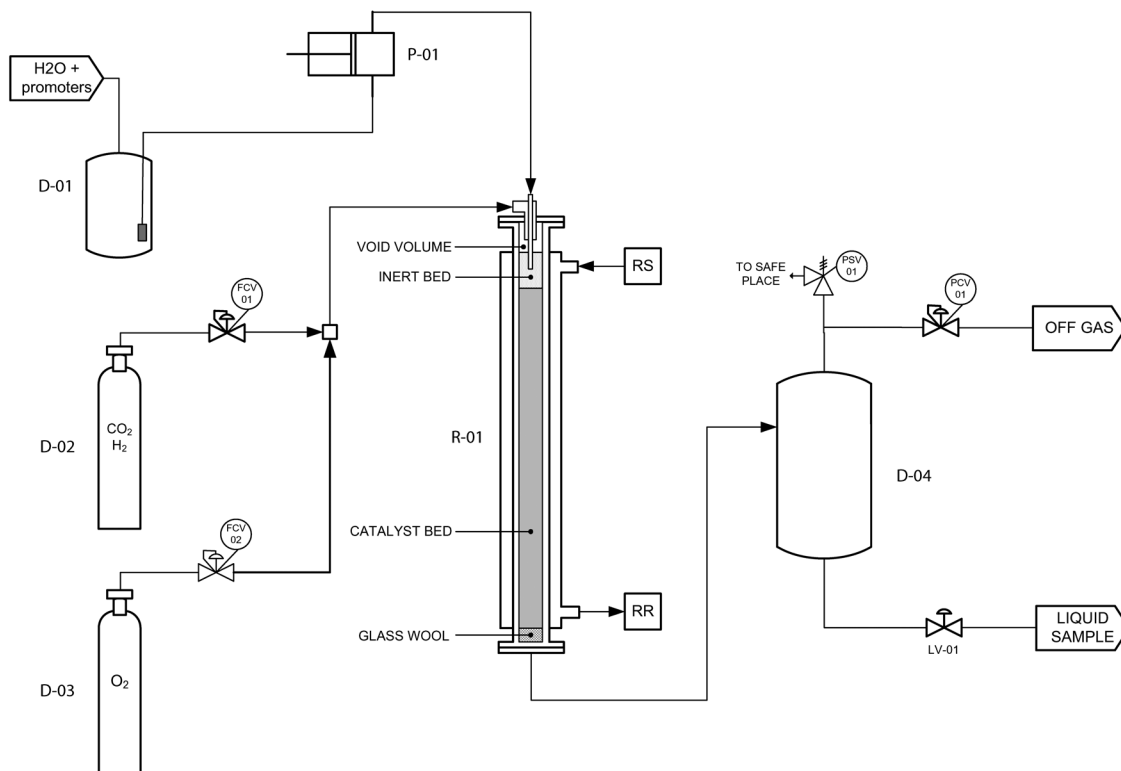 H2O +
promoters
P-01
D-01
VOID VOLUME
INERT BED
RS
TO SAFE
PLACE
PSV
01
PCV
01
OFF GAS
FCV
01
CO₂
H₂
D-02
R-01
D-04
CATALYST BED
FCV
02
RR
GLASS WOOL
LIQUID
SAMPLE
LV-01
D-03
O₂